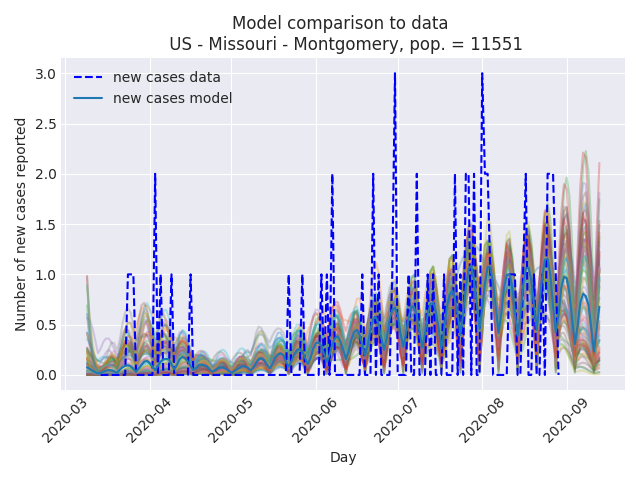 Model comparison to data
US - Missouri - Montgomery, pop. = 11551
new cases data
new cases model
Number of new cases reported
3.0
2.5
2.0
1.5
1.0
0.5
0.0
2020-03
2020-04
2020-05
2020-06
2020-07
2020-08
2020-09
Day